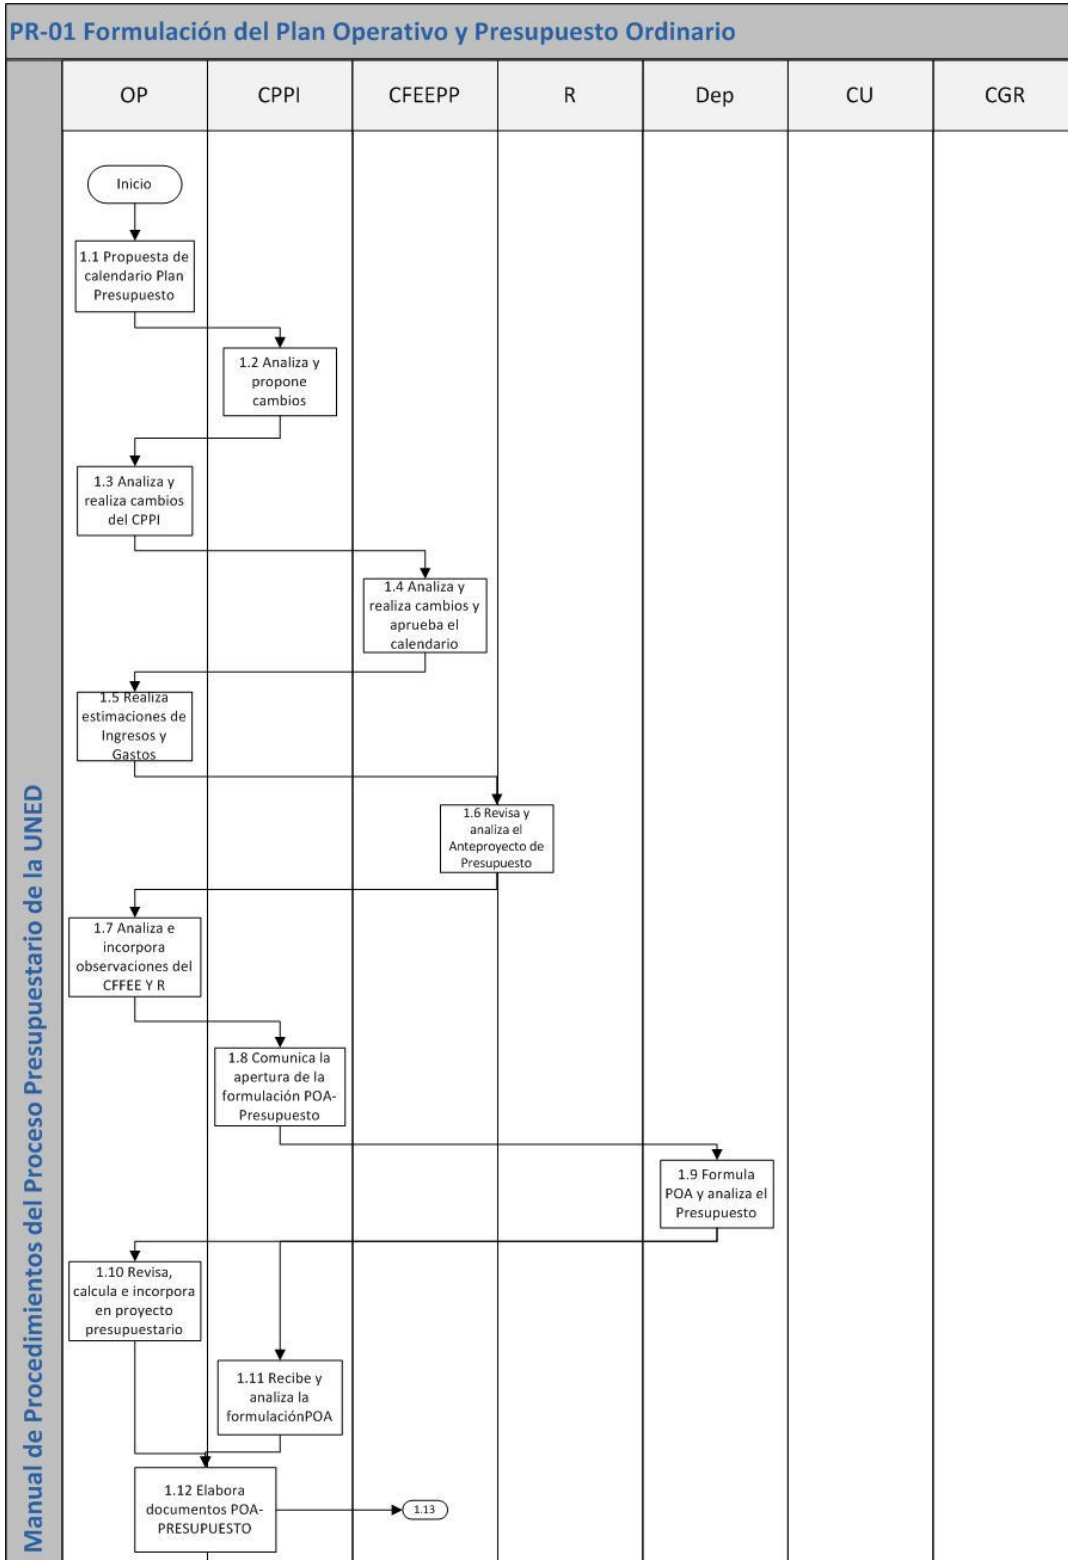 PR-01 Formulación del Plan Operativo y Presupuesto Ordinario
Manual de Procedimientos del Proceso Presupuestario de la UNED
OP
CPPI
CFEEPP
R
Dep
CU
CGR
Inicio
1.1 Propuesta de
calendario Plan
Presupuesto
1.2 Analiza y
propone
cambios
1.3 Analiza y
realiza cambios
del CPPI
1.4 Analiza y
realiza cambios y
aprueba el
calendario
1.5 Realiza
estimaciones de
Ingresos y
Gastos
1.6 Revisa y
analiza el
Anteproyecto de
Presupuesto
1.7 Analiza e
incorpora
observaciones del
CFFEE Y R
1.8 Comunica la
apertura de la
formulación POA-
Presupuesto
1.9 Formula
POA y analiza el
Presupuesto
1.10 Revisa,
calcula e incorpora
en proyecto
presupuestario
1.11 Recibe y
analiza la
formulaciónPOA
1.12 Elabora
documentos POA-
PRESUPUESTO
1.13